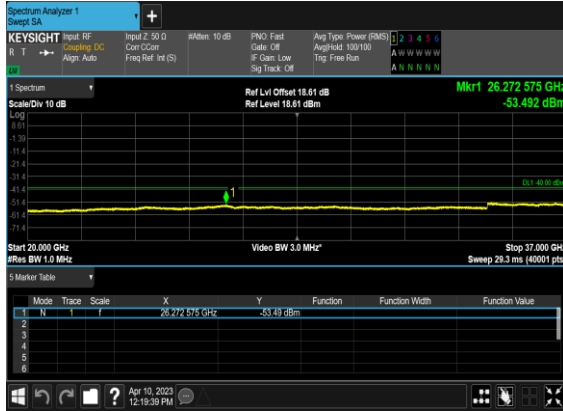 Spectrum Analyzer 1
Swept SA
+
KEYSIGHT Input: RF Input Z: 50 Ω #Atten: 10 dB PNO: Fast Avg Type: Power (RMS) 1 2 3 4 5 6
R T Coupling: DC Corr CCorr Gate: Off Avg|Hold: 100/100 A W W W W W
Align: Auto Freq Ref: Int (S) IF Gain: Low Trig: Free Run
Sig Track: Off A N N N N N
1 Spectrum
Ref Lvl Offset 18.61 dB Mkr1 26.272 575 GHz
Scale/Div 10 dB Ref Level 18.61 dBm -53.492 dBm
Log
8.61
-1.39
-11.4
-21.4
-31.4
-41.4
-51.4
-61.4
-71.4
1
DL1 -40.00 dBm
Start 20.000 GHz Video BW 3.0 MHz* Stop 37.000 GHz
#Res BW 1.0 MHz Sweep 29.3 ms (40001 pts)
5 Marker Table
Mode Trace Scale X Y Function Function Width Function Value
1 N 1 f 26.272 575 GHz -53.49 dBm
2
3
4
5
6
? Apr 10, 2023
12:19:39 PM